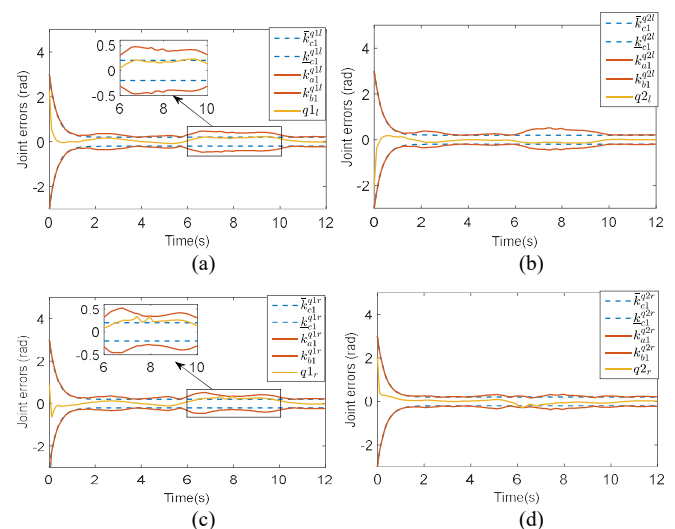 4
2
0
-2
0 2 4 6 8 10 12
Joint errors (rad)
Time(s)
0.5
0
-0.5
6 8 10
k̄_{c1}^{q1l}
k̲_{c1}^{q1l}
k_{a1}^{q1l}
k_{b1}^{q1l}
q1_l
(a)
4
2
0
-2
0 2 4 6 8 10 12
Joint errors (rad)
Time(s)
k̄_{c1}^{q2l}
k̲_{c1}^{q2l}
k_{a1}^{q2l}
k_{b1}^{q2l}
q2_l
(b)
4
2
0
-2
0 2 4 6 8 10 12
Joint errors (rad)
Time(s)
0.5
0
-0.5
6 8 10
k̄_{c1}^{q1r}
k̲_{c1}^{q1r}
k_{a1}^{q1r}
k_{b1}^{q1r}
q1_r
(c)
4
2
0
-2
0 2 4 6 8 10 12
Joint errors (rad)
Time(s)
k̄_{c1}^{q2r}
k̲_{c1}^{q2r}
k_{a1}^{q2r}
k_{b1}^{q2r}
q2_r
(d)